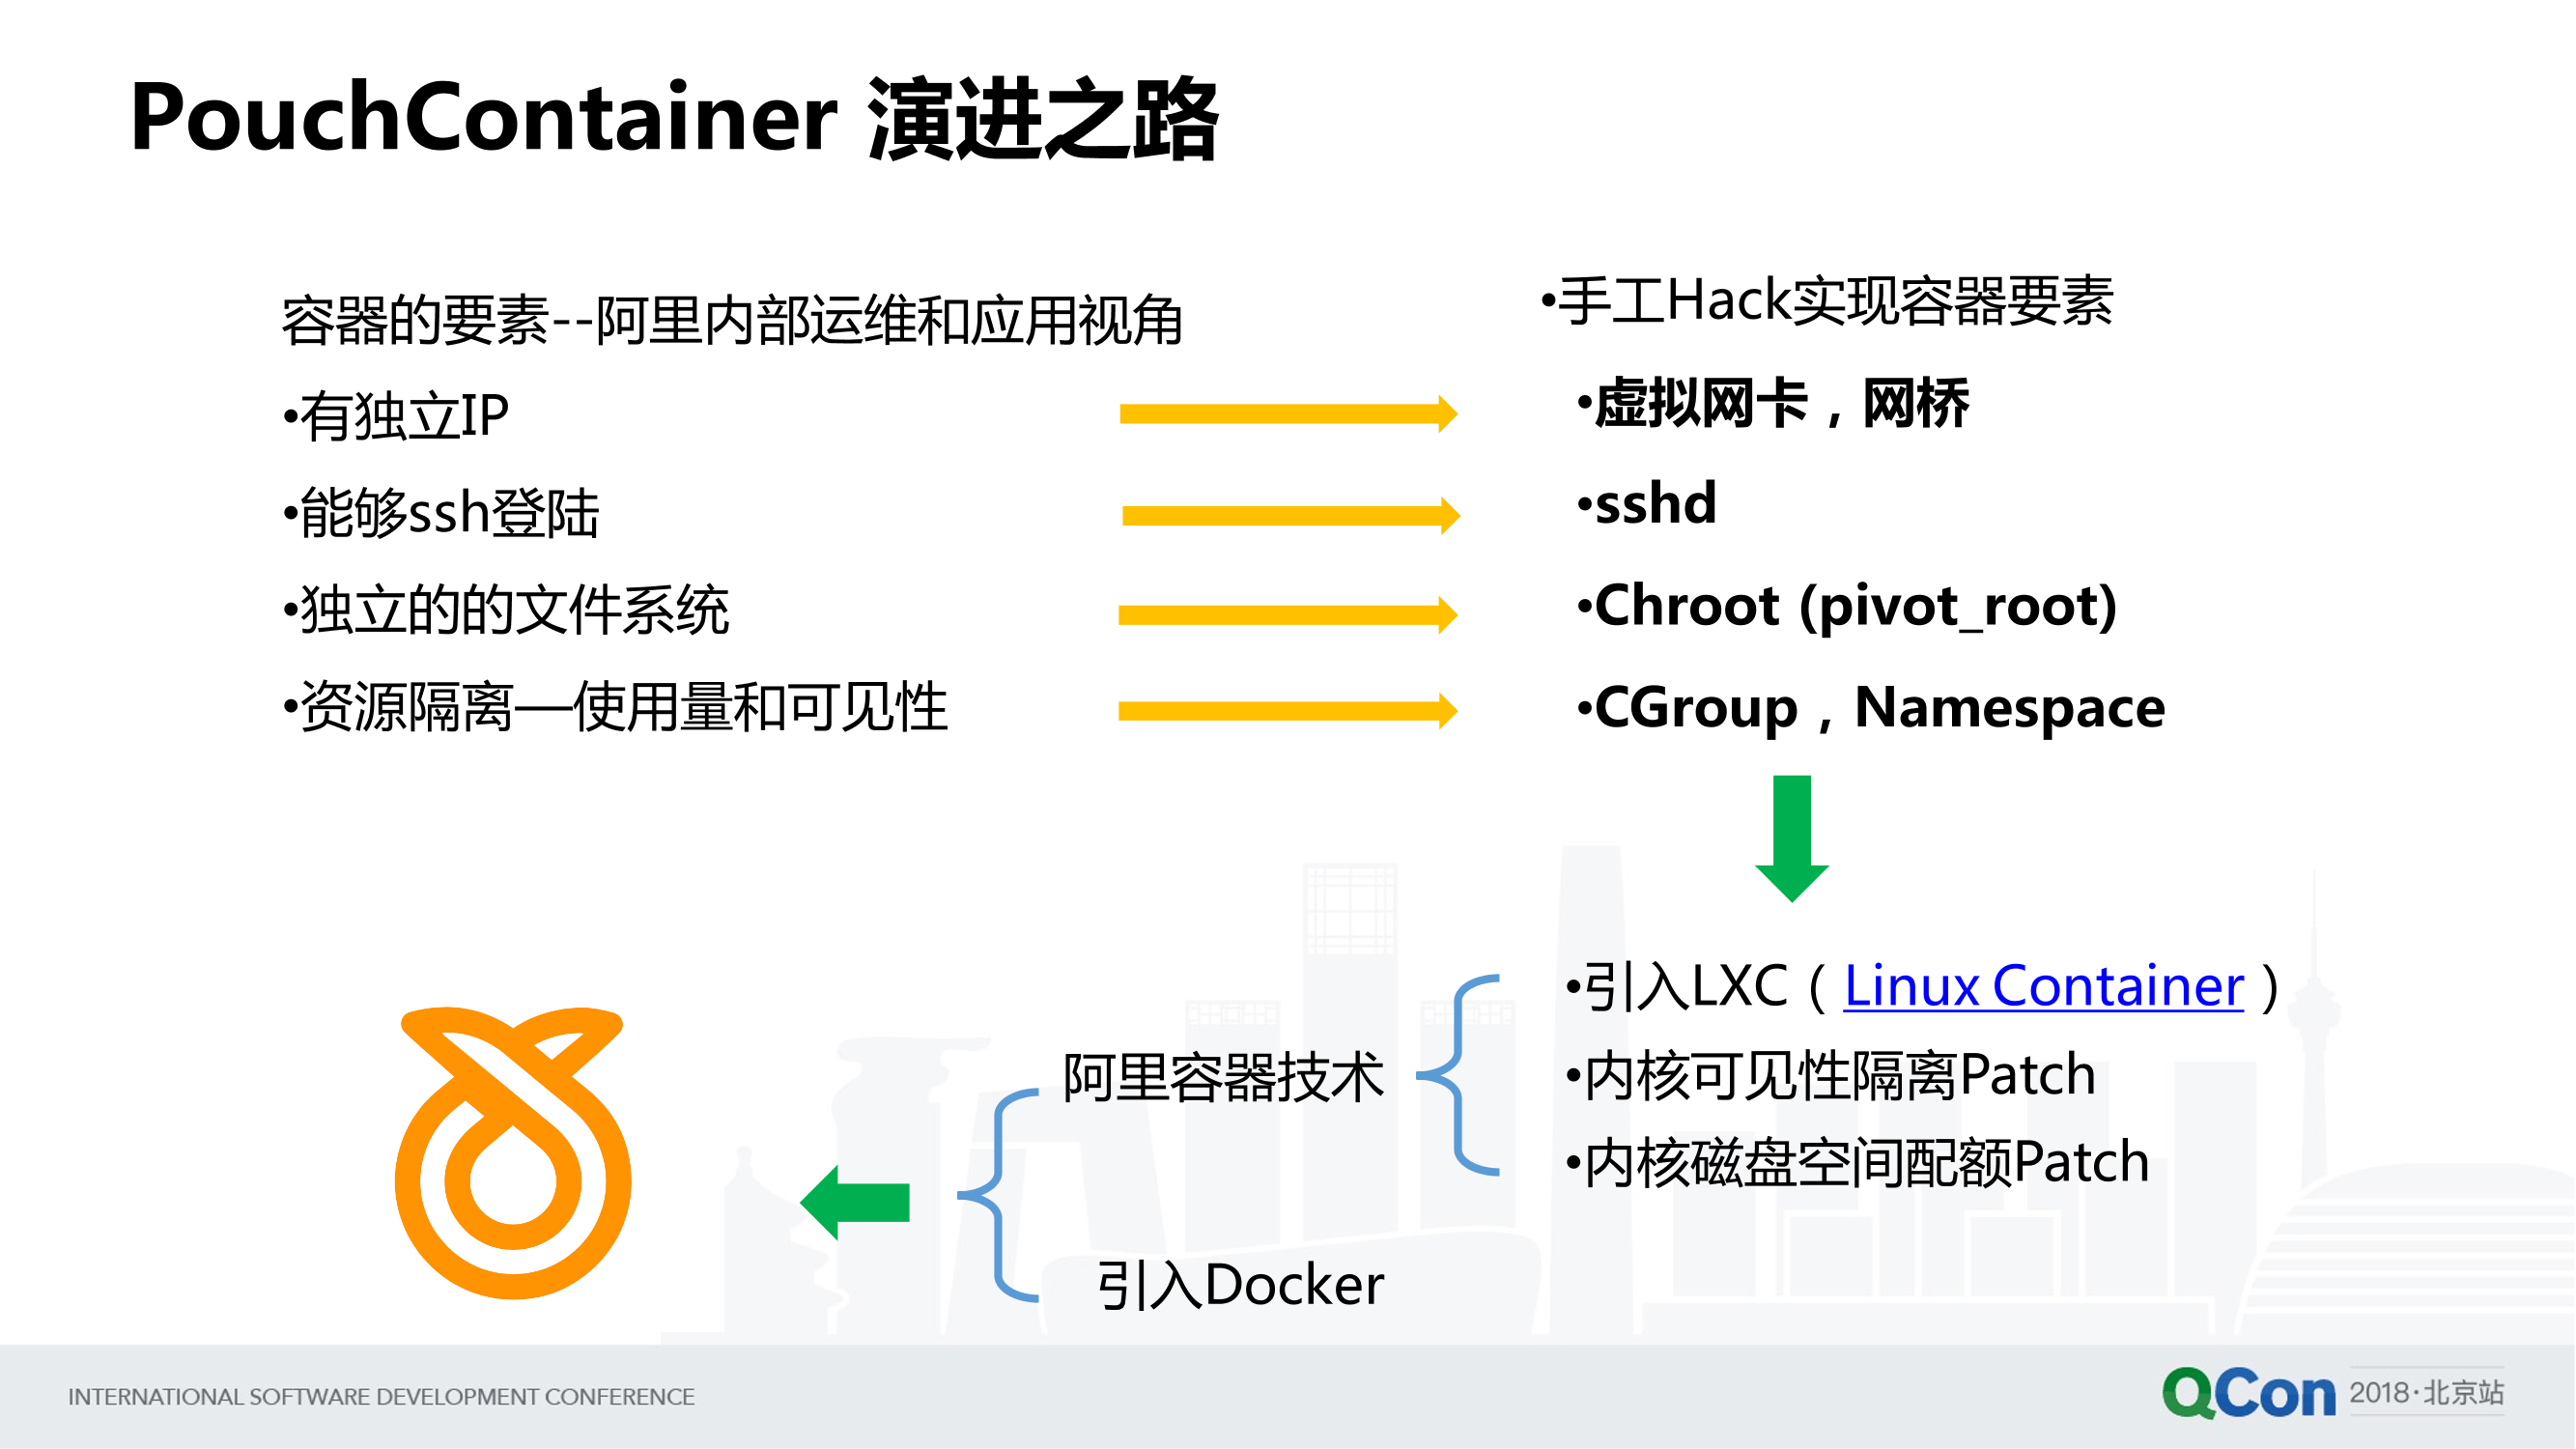 PouchContainer 演进之路
容器的要素--阿里内部运维和应用视角
•有独立IP
•能够ssh登陆
•独立的的文件系统
•资源隔离—使用量和可见性
•手工Hack实现容器要素
•虚拟网卡，网桥
•sshd
•Chroot (pivot_root)
•CGroup，Namespace
•引入LXC（Linux Container）
•内核可见性隔离Patch
•内核磁盘空间配额Patch
阿里容器技术
引入Docker
INTERNATIONAL SOFTWARE DEVELOPMENT CONFERENCE
QCon 2018·北京站